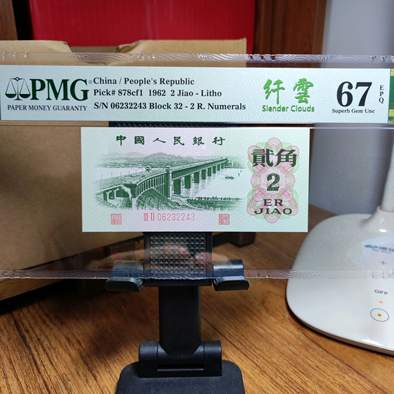 PMG
PAPER MONEY GUARANTY
China / People's Republic
Pick# 878cf1 1962 2 Jiao - Litho
S/N 06232243 Block 32 - 2 R. Numerals
纤雲
Slender Clouds
67
EPQ
Superb Gem Unc
中國人民銀行
貳角
2
ER
JIAO
06232243
OFF